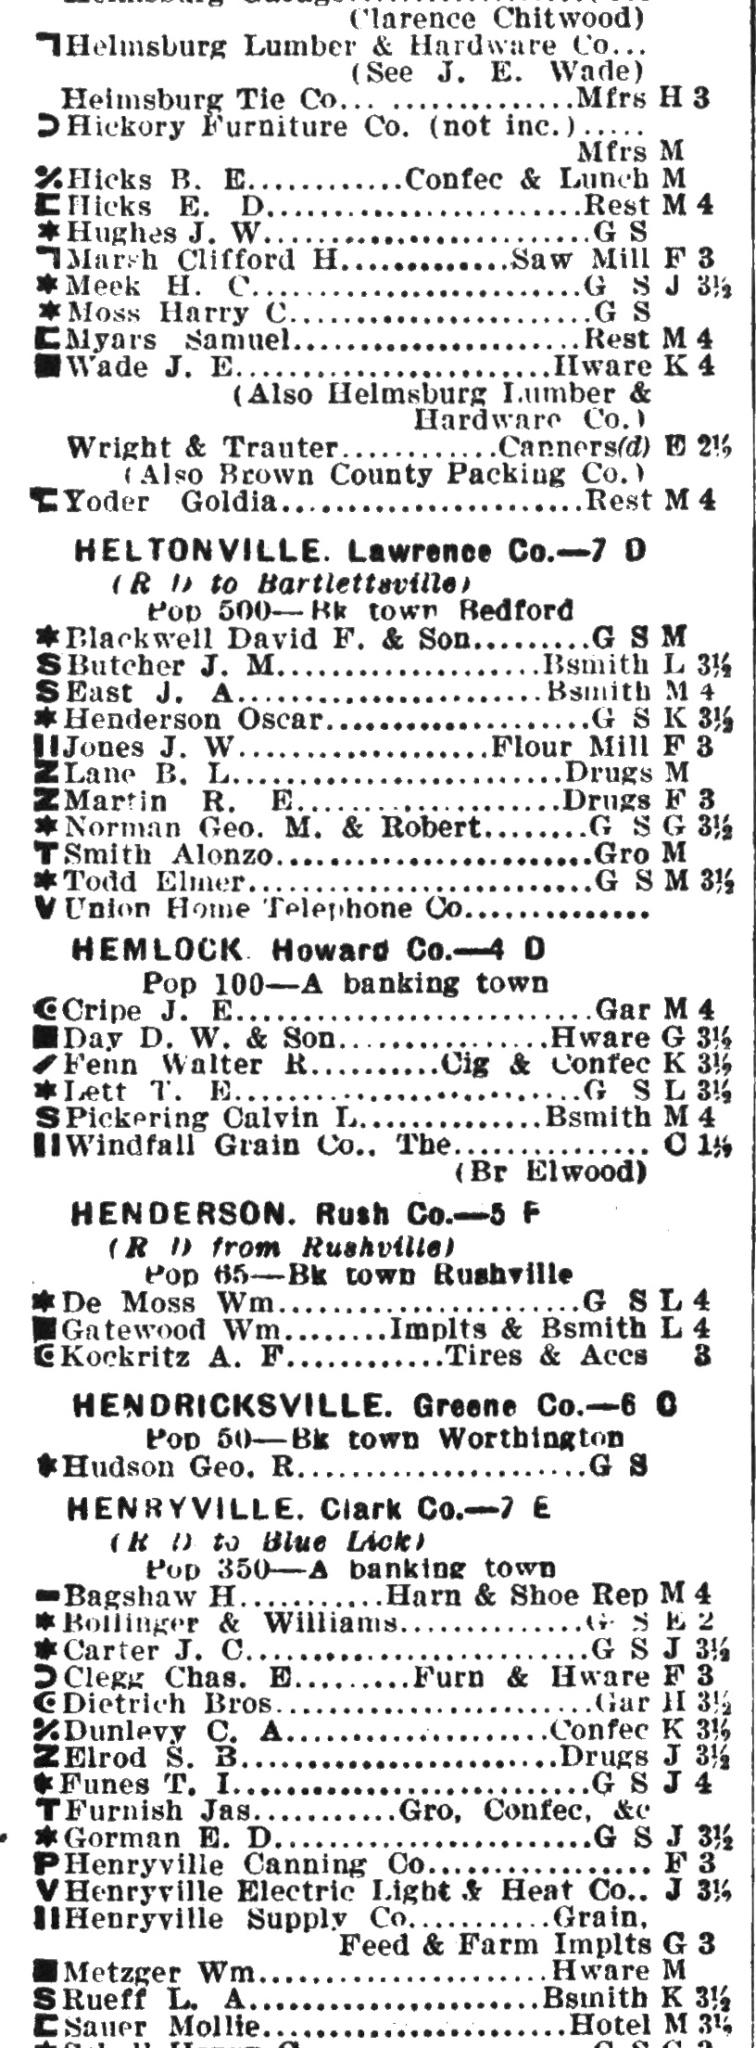 (Clarence Chitwood)
Helmsburg Lumber & Hardware Co...
(See J. E. Wade)
Helmsburg Tie Co... ..............Mfrs H 3
Hickory Furniture Co. (not inc.).....
Mfrs M
Hicks B. E............Confec & Lunch M
Hicks E. D........................Rest M 4
Hughes J. W.........................G S
Marsh Clifford H.............Saw Mill F 3
Meek H. C.........................G S J 3½
Moss Harry C.......................G S
Myars Samuel......................Rest M 4
Wade J. E........................Hware K 4
(Also Helmsburg Lumber &
Hardware Co.)
Wright & Trauter............Canners(d) E 2½
(Also Brown County Packing Co.)
Yoder Goldia.......................Rest M 4
HELTONVILLE. Lawrence Co.—7 D
(R D to Bartlettsville)
Pop 500—Bk town Bedford
Blackwell David F. & Son.........G S M
Butcher J. M....................Bsmith L 3½
East J. A.......................Bsmith M 4
Henderson Oscar....................G S K 3½
Jones J. W...................Flour Mill F 3
Lane B. L.........................Drugs M
Martin R. E....................Drugs F 3
Norman Geo. M. & Robert........G S G 3½
Smith Alonzo........................Gro M
Todd Elmer..........................G S M 3½
Union Home Telephone Co..............
HEMLOCK. Howard Co.—4 D
Pop 100—A banking town
Cripe J. E...........................Gar M 4
Day D. W. & Son................Hware G 3½
Fenn Walter R..........Cig & Confec K 3½
Lett T. E..........................G S L 3½
Pickering Calvin L..............Bsmith M 4
Windfall Grain Co., The............... C 1½
(Br Elwood)
HENDERSON. Rush Co.—5 F
(R D from Rushville)
Pop 65—Bk town Rushville
De Moss Wm.......................G S L 4
Gatewood Wm........Implts & Bsmith L 4
Kockritz A. F............Tires & Accs 3
HENDRICKSVILLE. Greene Co.—6 C
Pop 50—Bk town Worthington
Hudson Geo. R......................G S
HENRYVILLE. Clark Co.—7 E
(R D to Blue Lick)
Pop 350—A banking town
Bagshaw H...........Harn & Shoe Rep M 4
Bollinger & Williams..............G S E 2
Carter J. C..........................G S J 3½
Clegg Chas. E.........Furn & Hware F 3
Dietrich Bros........................Gar H 3½
Dunlevy C. A....................Confec K 3½
Elrod S. B.........................Drugs J 3½
Funes T. I...........................G S J 4
Furnish Jas...........Gro, Confec, &c
Gorman E. D........................G S J 3½
Henryville Canning Co................. F 3
Henryville Electric Light & Heat Co.. J 3½
Henryville Supply Co...........Grain,
Feed & Farm Implts G 3
Metzger Wm......................Hware M
Rueff L. A.......................Bsmith K 3½
Sauer Mollie.......................Hotel M 3½